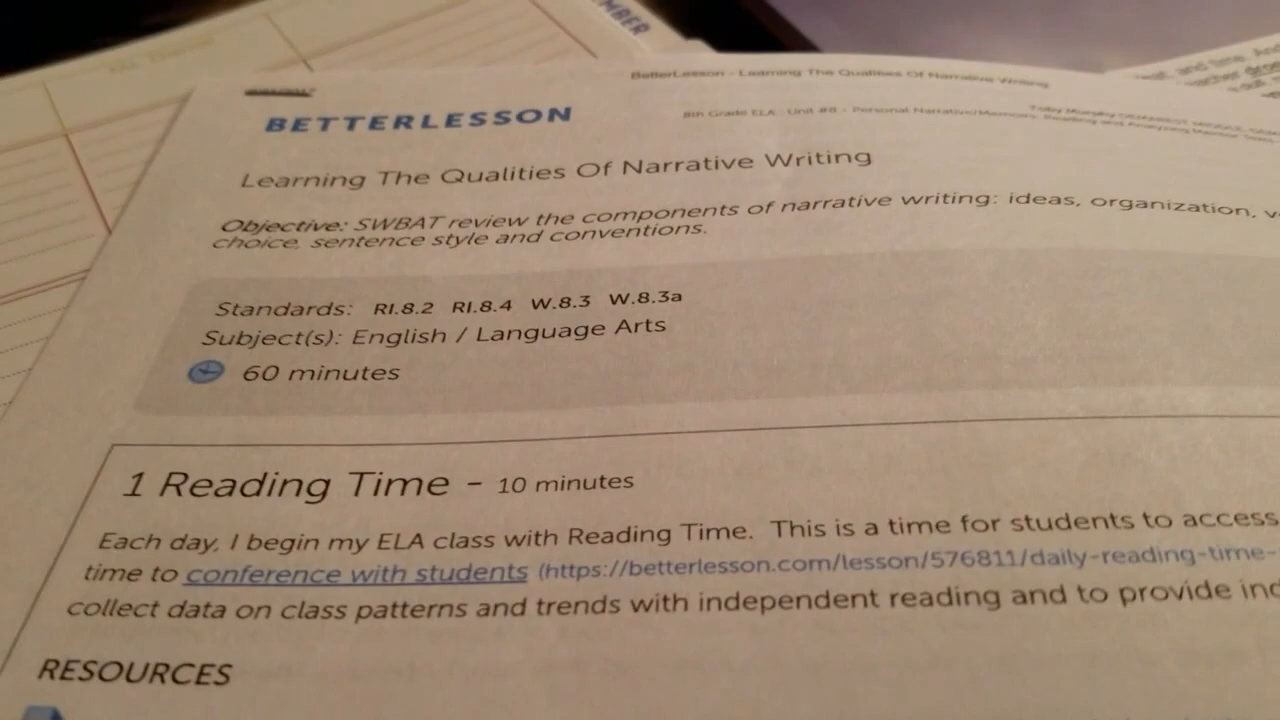 MBER
BetterLesson - Learning The Qualities Of Narrative Writing
BETTERLESSON
8th Grade ELA - Unit #8 - Personal Narrative/Memoirs: Reading and Analyzing Mentor
Learning The Qualities Of Narrative Writing
Objective: SWBAT review the components of narrative writing: ideas, organization, v
choice, sentence style and conventions.
Standards: RI.8.2 RI.8.4 W.8.3 W.8.3a
Subject(s): English / Language Arts
60 minutes
1 Reading Time - 10 minutes
Each day, I begin my ELA class with Reading Time. This is a time for students to access
time to conference with students (https://betterlesson.com/lesson/576811/daily-reading-time-
collect data on class patterns and trends with independent reading and to provide ind
RESOURCES